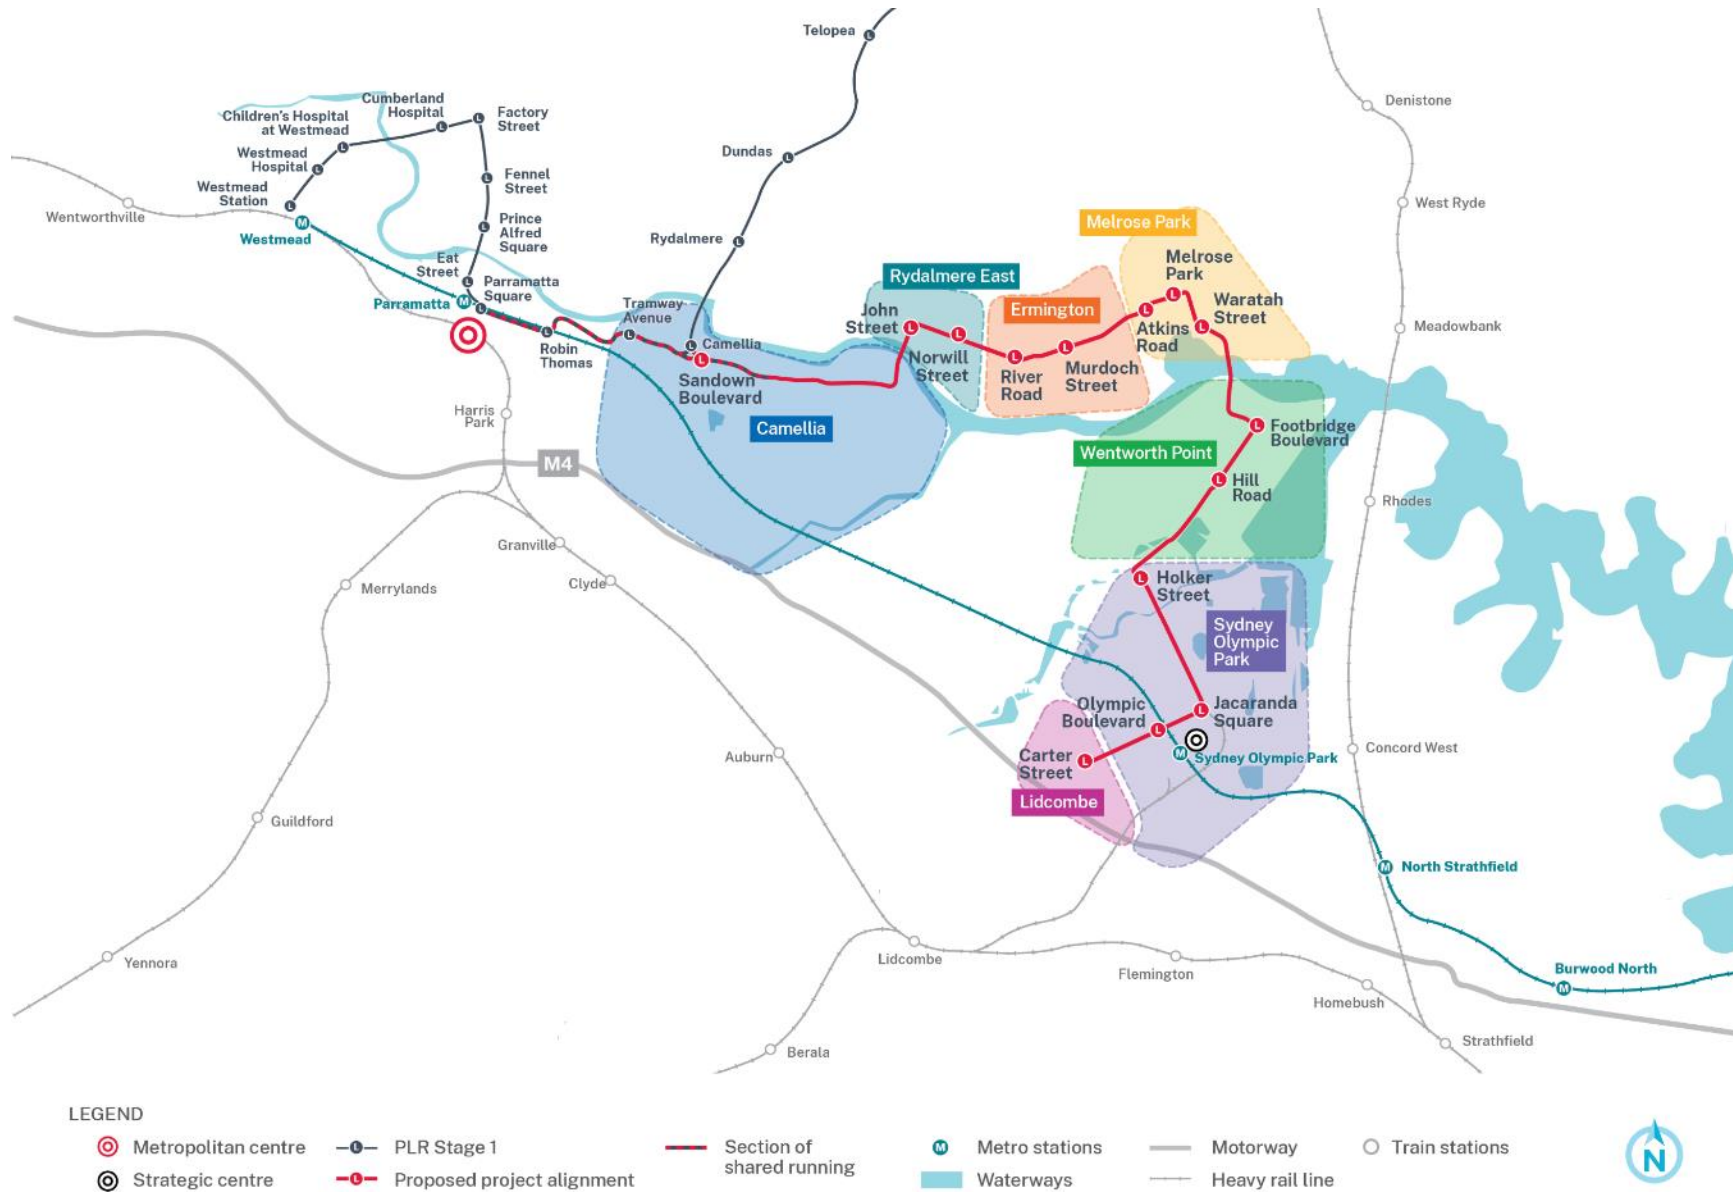 Telopea
Denistone
Cumberland
Hospital
Factory
Street
Children's Hospital
at Westmead
Westmead
Hospital
Dundas
Fennel
Street
Westmead
Station
Wentworthville
Westmead
West Ryde
Prince
Alfred
Square
Rydalmere
Melrose Park
Melrose
Park
Eat
Street
Parramatta
Square
Parramatta
Rydalmere East
Tramway
Avenue
John
Street
Ermington
Waratah
Street
Meadowbank
Robin
Thomas
Camellia
Norwill
Street
Atkins
Road
River
Road
Murdoch
Street
Sandown
Boulevard
Harris
Park
Camellia
Footbridge
Boulevard
Wentworth Point
M4
Hill
Road
Rhodes
Granville
Clyde
Merrylands
Holker
Street
Sydney
Olympic
Park
Olympic
Boulevard
Jacaranda
Square
Carter
Street
Sydney Olympic Park
Concord West
Auburn
Lidcombe
Guildford
North Strathfield
Yennora
Lidcombe
Flemington
Burwood North
Homebush
Strathfield
Berala
LEGEND
L
Metropolitan centre
PLR Stage 1
Section of
shared running
M
Metro stations
Motorway
Train stations
Strategic centre
L
Proposed project alignment
Waterways
Heavy rail line
N